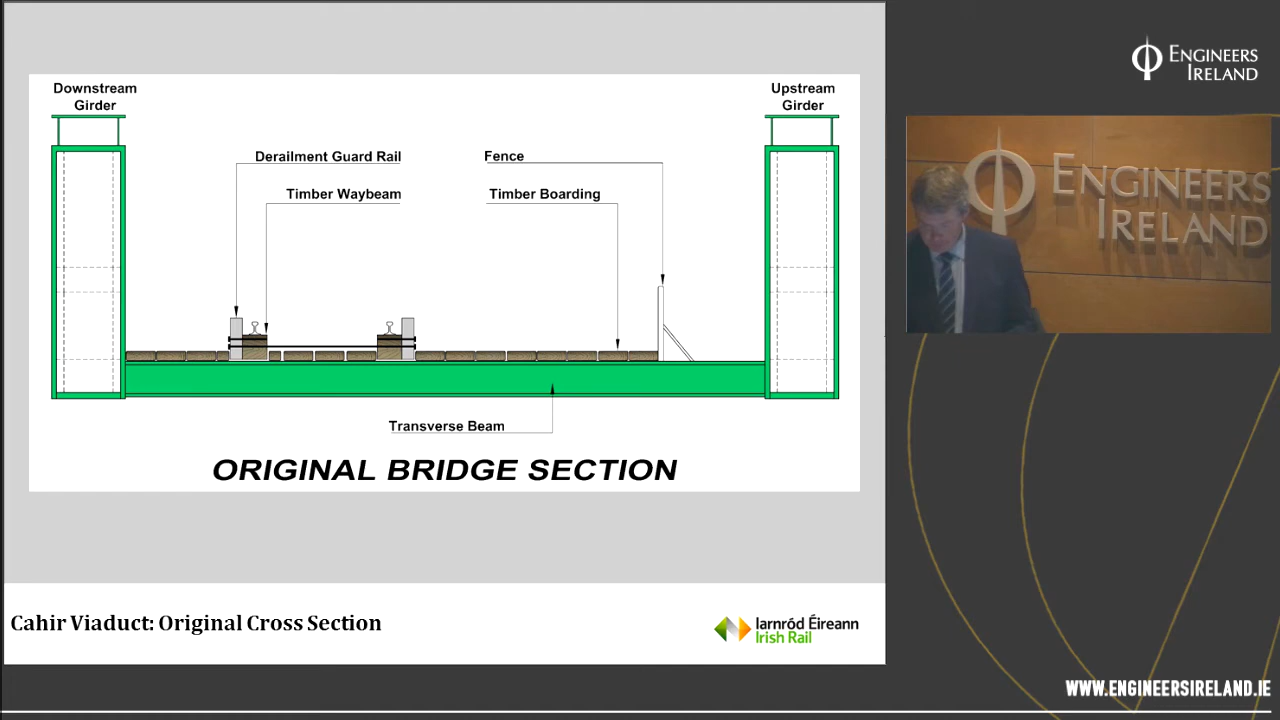 Downstream
Girder
Upstream
Girder
Derailment Guard Rail
Fence
Timber Waybeam
Timber Boarding
Transverse Beam
ORIGINAL BRIDGE SECTION
Cahir Viaduct: Original Cross Section
Iarnród Éireann
Irish Rail
ENGINEERS
IRELAND
ENGINEERS
IRELAND
WWW.ENGINEERSIRELAND.IE